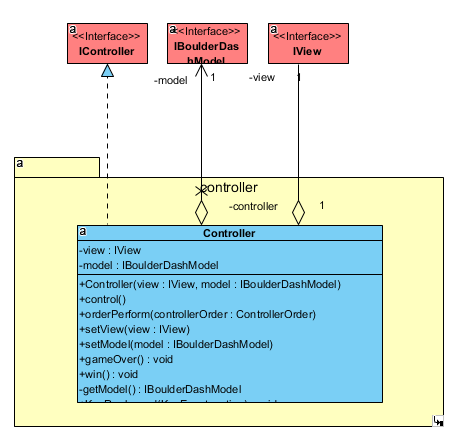 a
<<Interface>>
IController
a
<<Interface>>
IBoulderDas
hModel
a
<<Interface>>
IView
-model
1
-view
1
a
controller
-controller
1
a
Controller
-view : IView
-model : IBoulderDashModel
+Controller(view : IView, model : IBoulderDashModel)
+control()
+orderPerform(controllerOrder : ControllerOrder)
+setView(view : IView)
+setModel(model : IBoulderDashModel)
+gameOver() : void
+win() : void
-getModel() : IBoulderDashModel